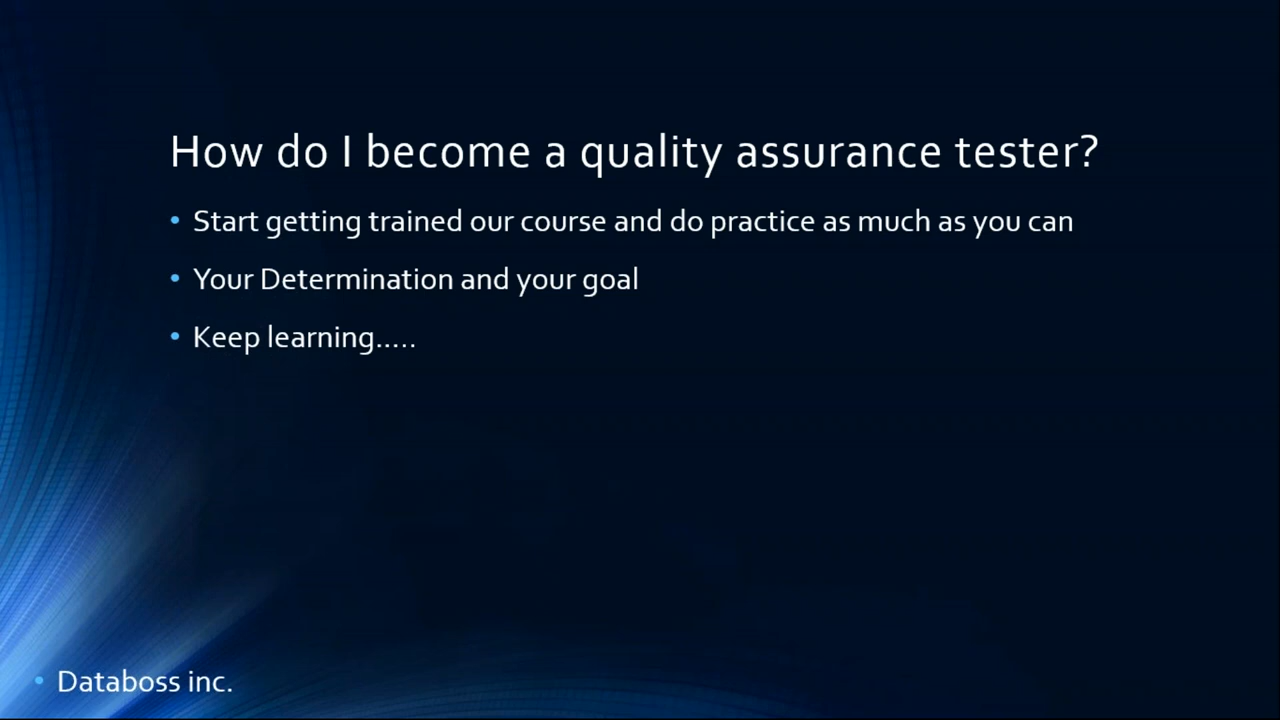 How do I become a quality assurance tester?
• Start getting trained our course and do practice as much as you can
• Your Determination and your goal
• Keep learning.....
• Databoss inc.